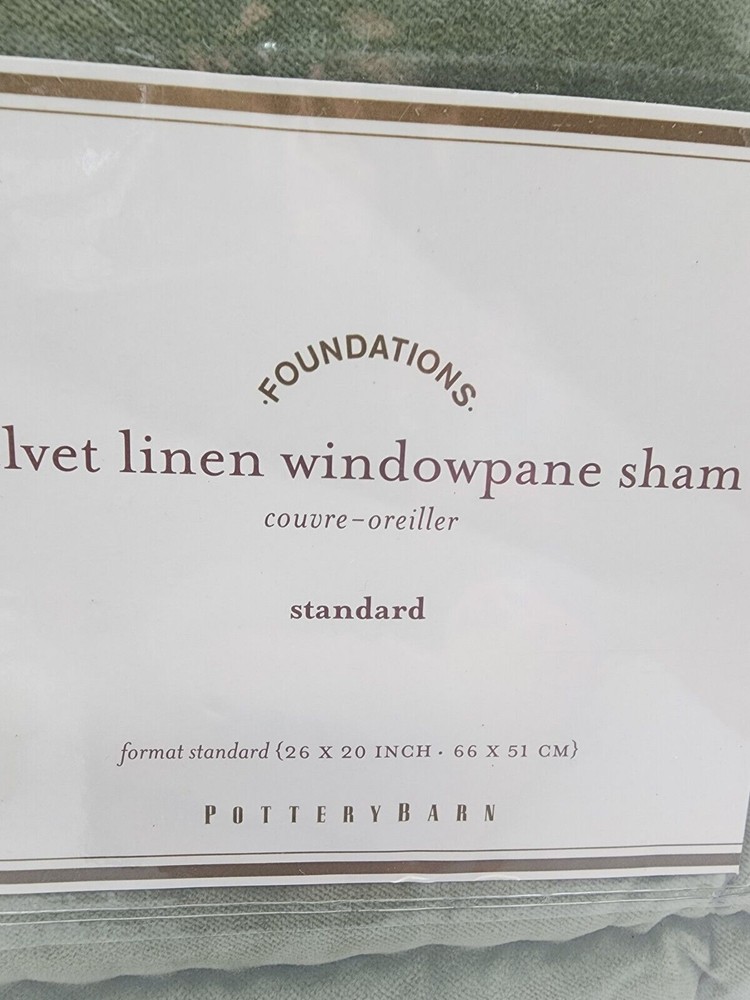 ·FOUNDATIONS·
lvet linen windowpane sham
couvre-oreiller
standard
format standard {26 X 20 INCH · 66 X 51 CM}
POTTERYBARN